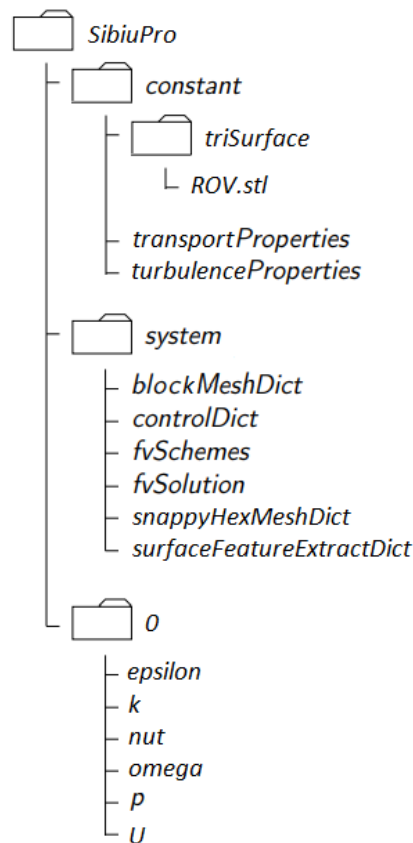 SibiuPro
constant
triSurface
ROV.stl
transportProperties
turbulenceProperties
system
blockMeshDict
controlDict
fvSchemes
fvSolution
snappyHexMeshDict
surfaceFeatureExtractDict
0
epsilon
k
nut
omega
p
U